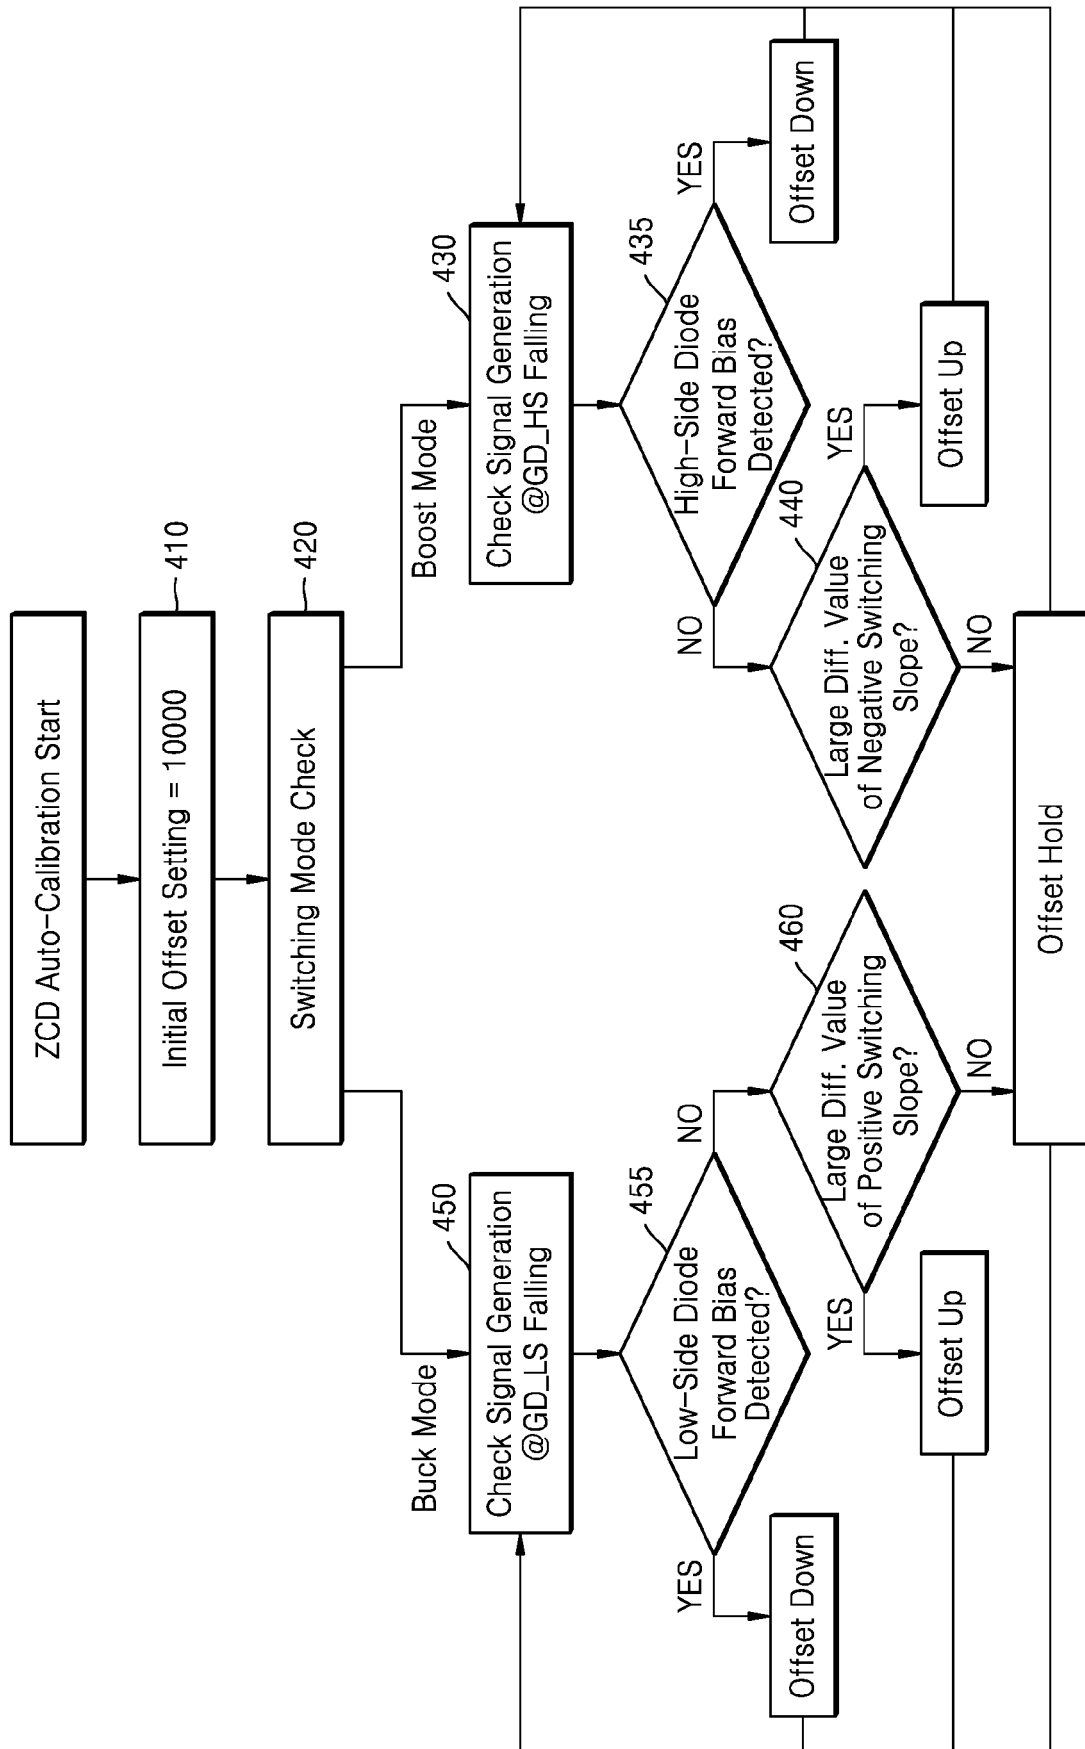 ZCD Auto-Calibration Start
Initial Offset Setting = 10000
410
Switching Mode Check
420
Buck Mode
Boost Mode
Check Signal Generation
@GD_LS Falling
450
Check Signal Generation
@GD_HS Falling
430
Low-Side Diode
Forward Bias
Detected?
455
YES
NO
High-Side Diode
Forward Bias
Detected?
435
NO
YES
Offset Down
Large Diff. Value
of Positive Switching
Slope?
460
YES
NO
Large Diff. Value
of Negative Switching
Slope?
440
YES
NO
Offset Down
Offset Up
Offset Up
Offset Hold